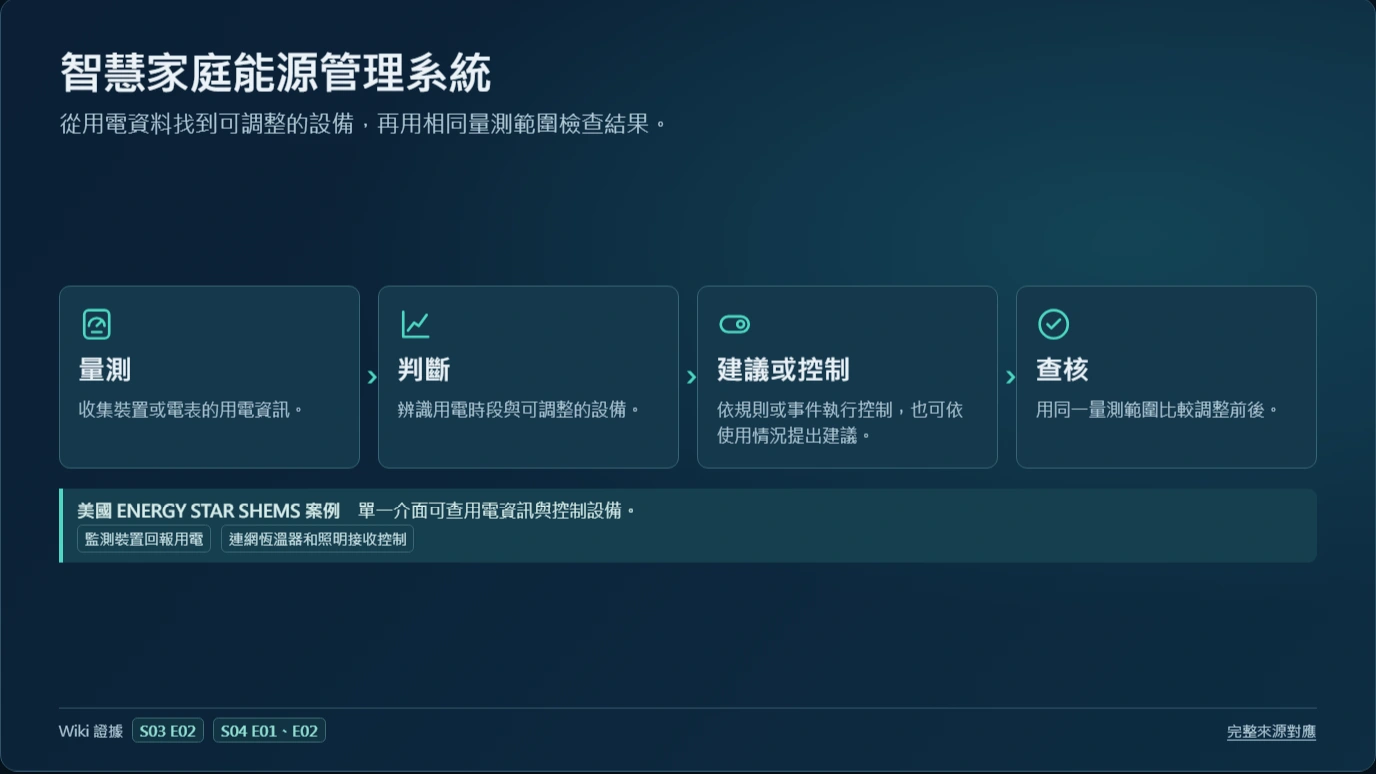 智慧家庭能源管理系統
從用電資料找到可調整的設備，再用相同量測範圍檢查結果。
量測
收集裝置或電表的用電資訊。
判斷
辨識用電時段與可調整的設備。
建議或控制
依規則或事件執行控制，也可依
使用情況提出建議。
查核
用同一量測範圍比較調整前後。
美國 ENERGY STAR SHEMS 案例 單一介面可查用電資訊與控制設備。
監測裝置回報用電 連網恆溫器和照明接收控制
Wiki 證據 S03 E02 S04 E01、E02 完整來源對應